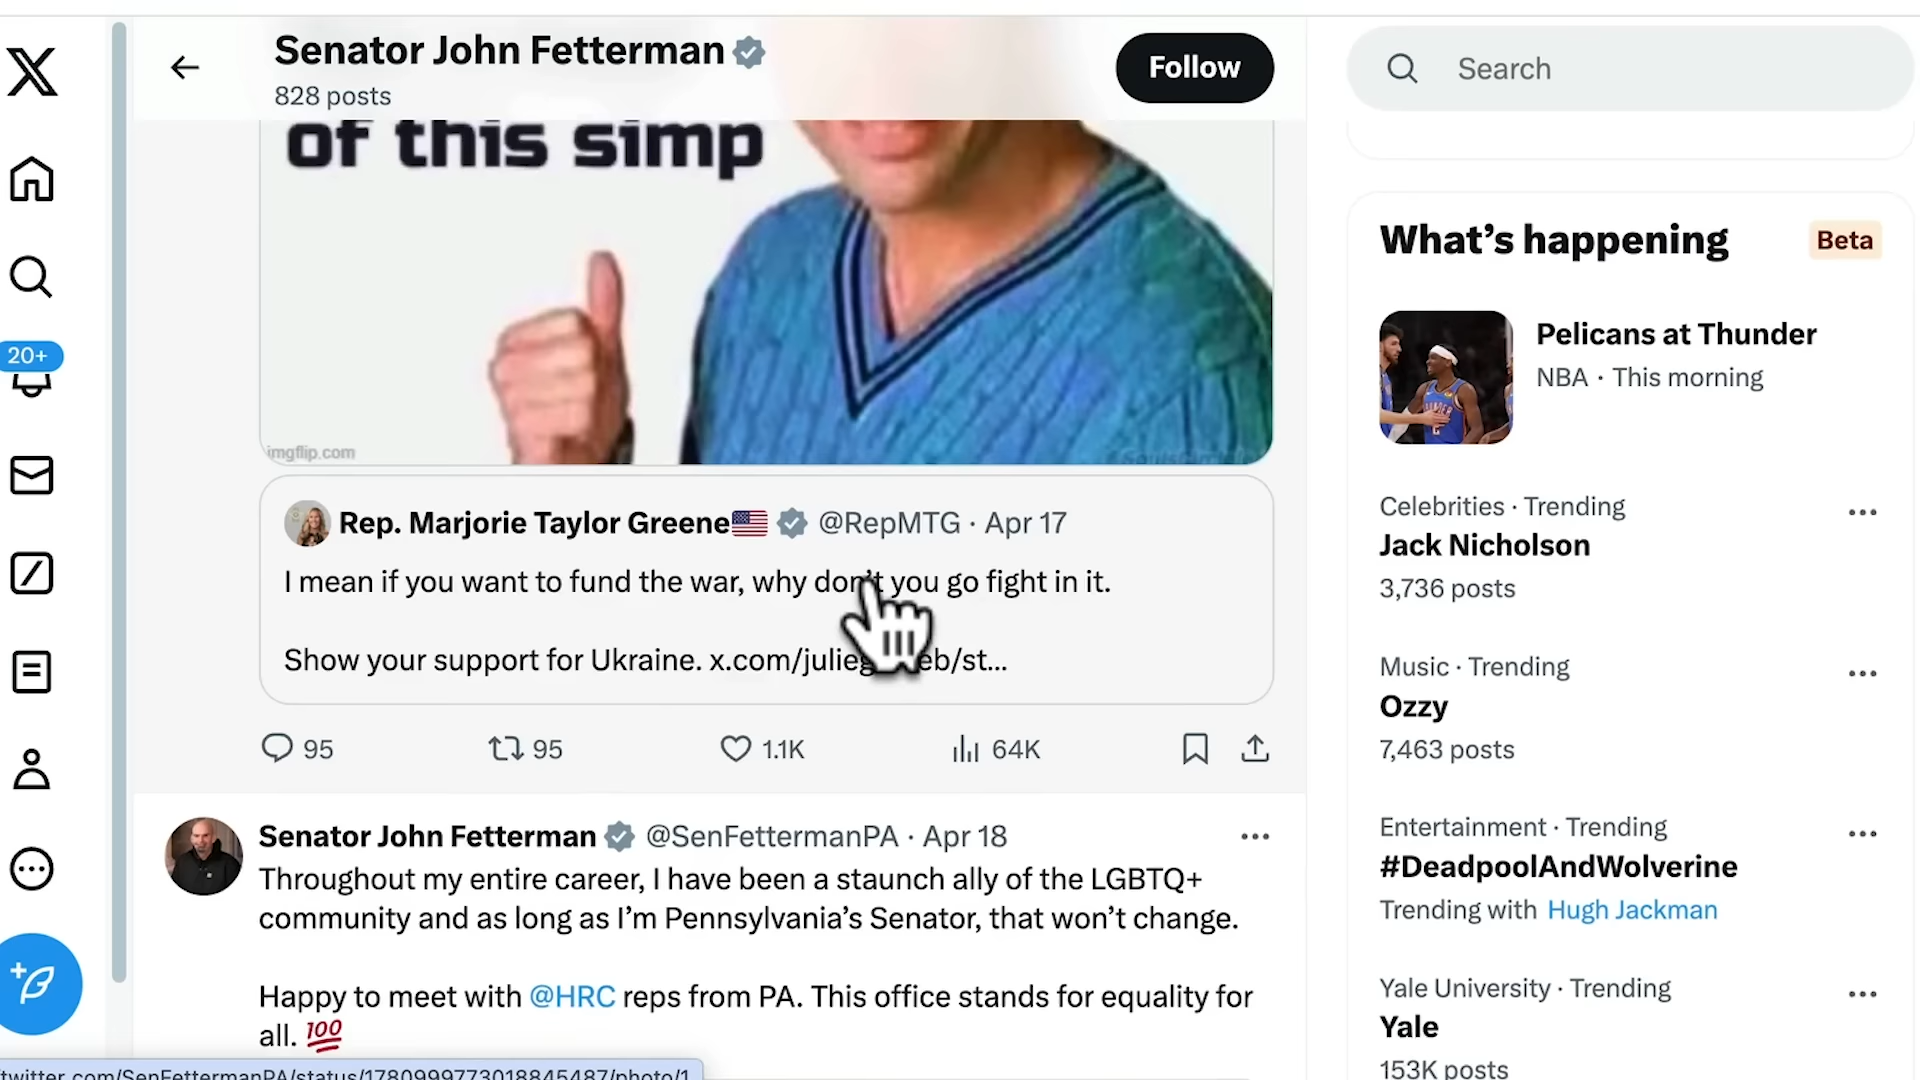 Senator John Fetterman
828 posts
Follow
Search
of this simp
imgflip.com
Rep. Marjorie Taylor Greene🇺🇸 @RepMTG · Apr 17
I mean if you want to fund the war, why don't you go fight in it.
Show your support for Ukraine. x.com/julieg eb/st...
95
95
1.1K
64K
Senator John Fetterman @SenFettermanPA · Apr 18
Throughout my entire career, I have been a staunch ally of the LGBTQ+
community and as long as I'm Pennsylvania's Senator, that won't change.
Happy to meet with @HRC reps from PA. This office stands for equality for
all. 💯
20+
What's happening
Beta
Pelicans at Thunder
NBA · This morning
Celebrities · Trending
Jack Nicholson
3,736 posts
Music · Trending
Ozzy
7,463 posts
Entertainment · Trending
#DeadpoolAndWolverine
Trending with Hugh Jackman
Yale University · Trending
Yale
153K posts
twitter.com/SenFettermanPA/status/1780999773018845487/photo/1